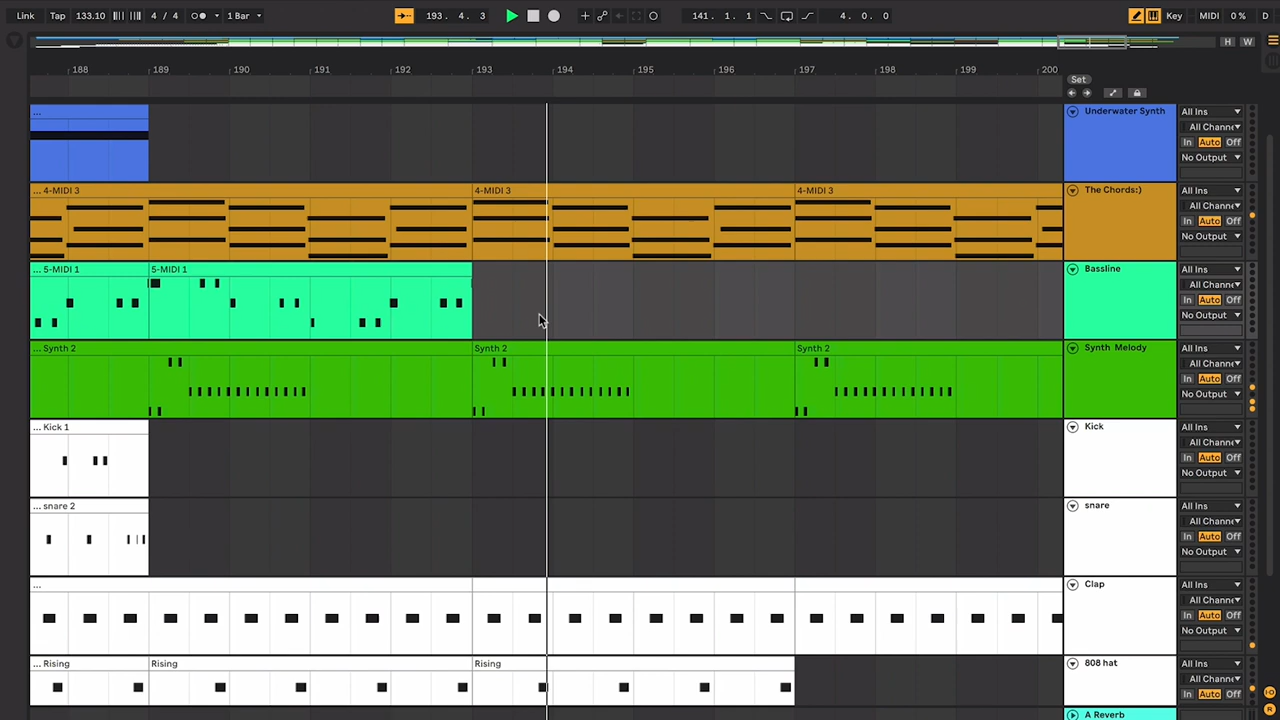 Link Tap 133.10 4 / 4 1 Bar 193. 4. 3 141. 1. 1 4. 0. 0 Key MIDI 0 % D
H W
188 189 190 191 192 193 194 195 196 197 198 199 200
Set
... Underwater Synth All Ins
All Channe
In Auto Off
No Output
... 4-MIDI 3 4-MIDI 3 4-MIDI 3 The Chords:) All Ins
All Channe
In Auto Off
No Output
... 5-MIDI 1 5-MIDI 1 Bassline All Ins
All Channe
In Auto Off
No Output
... Synth 2 Synth 2 Synth 2 Synth Melody All Ins
All Channe
In Auto Off
No Output
... Kick 1 Kick All Ins
All Channe
In Auto Off
No Output
... snare 2 snare All Ins
All Channe
In Auto Off
No Output
... Clap All Ins
All Channe
In Auto Off
No Output
... Rising Rising Rising 808 hat All Ins
All Channe
In Auto Off
A Reverb
I·O
R